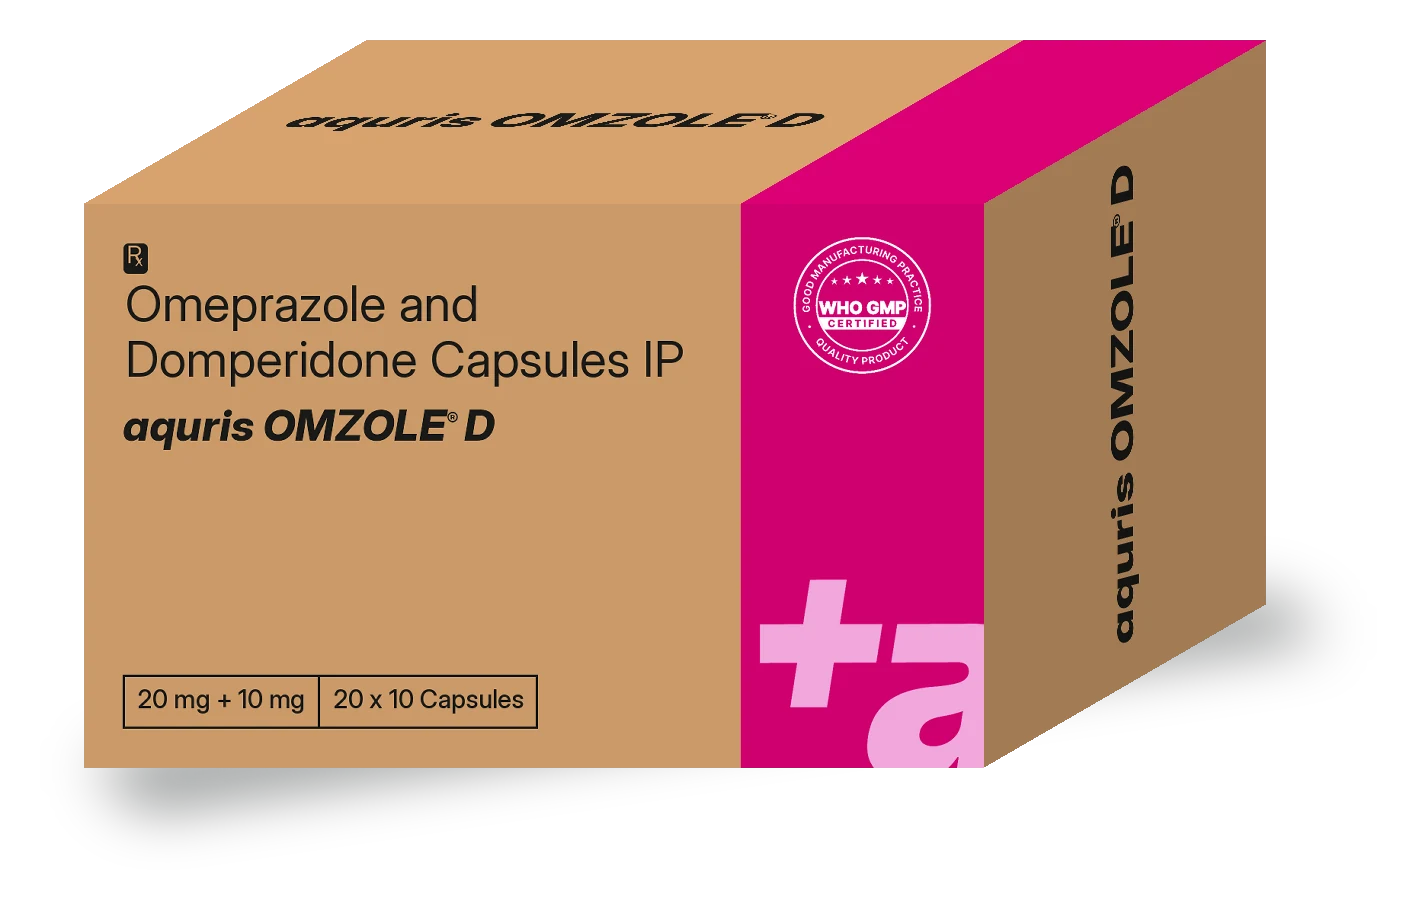 aquris OMZOLE® D
Rx
Omeprazole and
Domperidone Capsules IP
aquris OMZOLE® D
20 mg + 10 mg
20 x 10 Capsules
GOOD MANUFACTURING PRACTICE
WHO GMP
CERTIFIED
QUALITY PRODUCT
+a
aquris OMZOLE® D